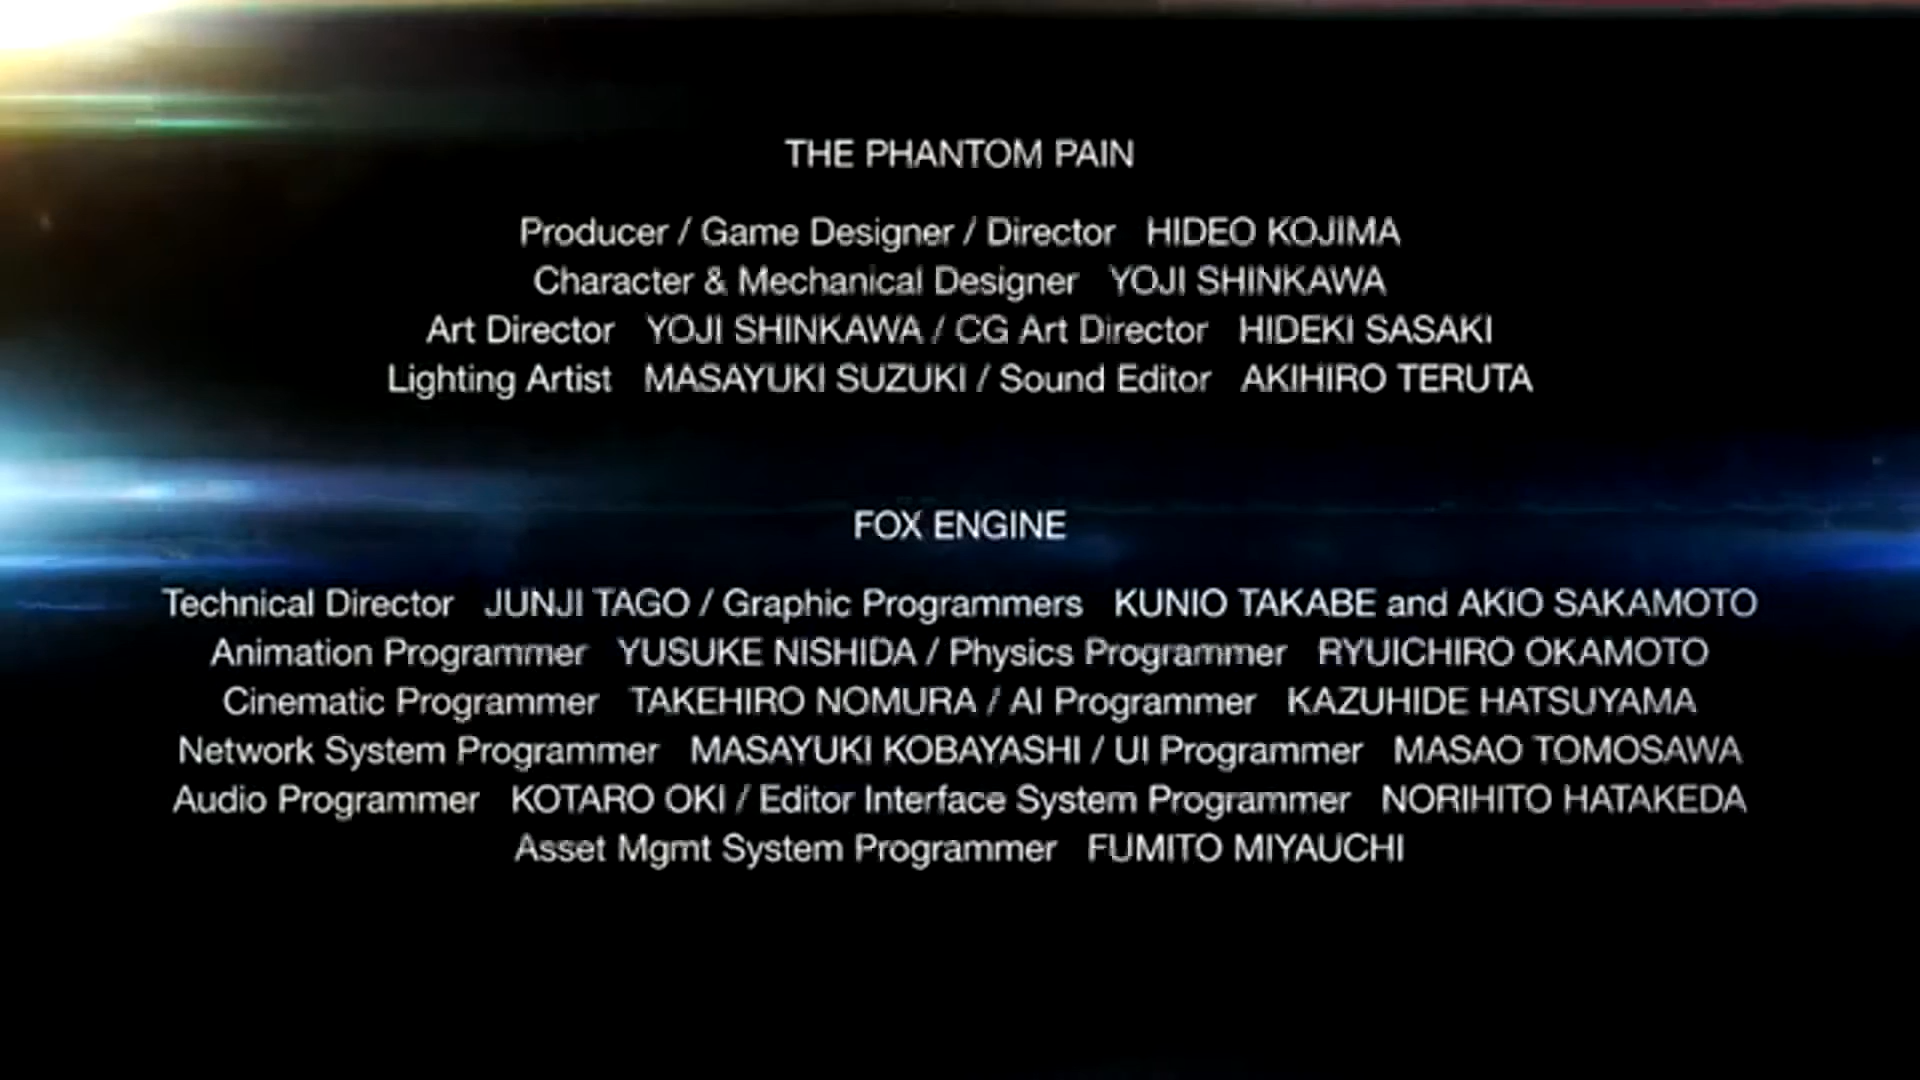 THE PHANTOM PAIN
Producer / Game Designer / Director HIDEO KOJIMA
Character & Mechanical Designer YOJI SHINKAWA
Art Director YOJI SHINKAWA / CG Art Director HIDEKI SASAKI
Lighting Artist MASAYUKI SUZUKI / Sound Editor AKIHIRO TERUTA
FOX ENGINE
Technical Director JUNJI TAGO / Graphic Programmers KUNIO TAKABE and AKIO SAKAMOTO
Animation Programmer YUSUKE NISHIDA / Physics Programmer RYUICHIRO OKAMOTO
Cinematic Programmer TAKEHIRO NOMURA / AI Programmer KAZUHIDE HATSUYAMA
Network System Programmer MASAYUKI KOBAYASHI / UI Programmer MASAO TOMOSAWA
Audio Programmer KOTARO OKI / Editor Interface System Programmer NORIHITO HATAKEDA
Asset Mgmt System Programmer FUMITO MIYAUCHI